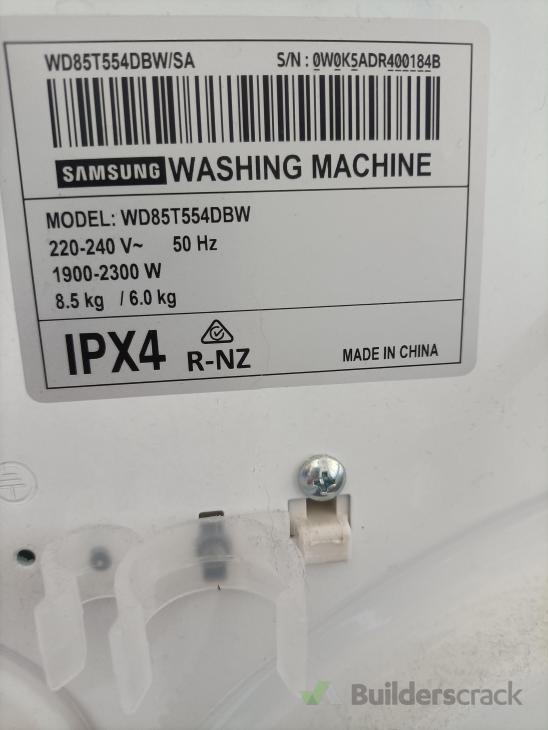 WD85T554DBW/SA S/N : 0W0K5ADR400184B
SAMSUNG WASHING MACHINE
MODEL: WD85T554DBW
220-240 V~ 50 Hz
1900-2300 W
8.5 kg / 6.0 kg
IPX4 R-NZ MADE IN CHINA
Builderscrack